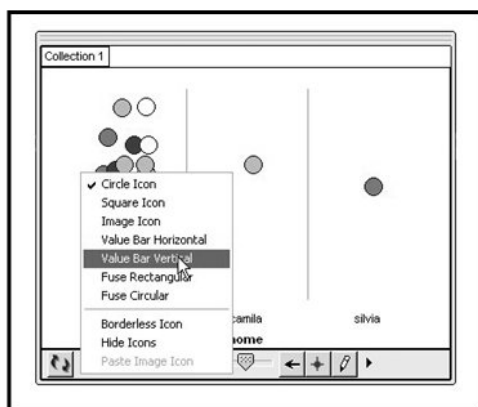 Collection 1
Circle Icon
Square Icon
Image Icon
Value Bar Horizontal
Value Bar Vertical
Fuse Rectangular
Fuse Circular
Borderless Icon
Hide Icons
Paste Image Icon
camila
silvia